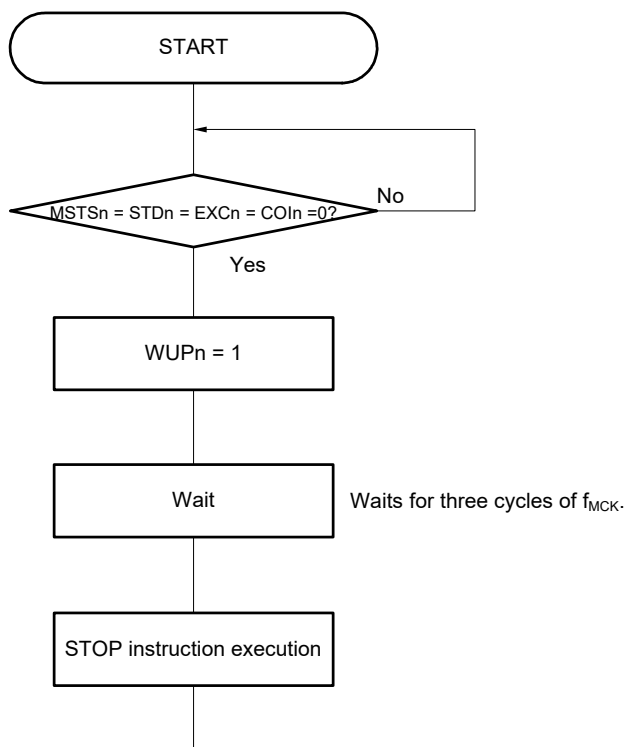 START
MSTSn = STDn = EXCn = COIn =0?
No
Yes
WUPn = 1
Wait
Waits for three cycles of fMCK.
STOP instruction execution